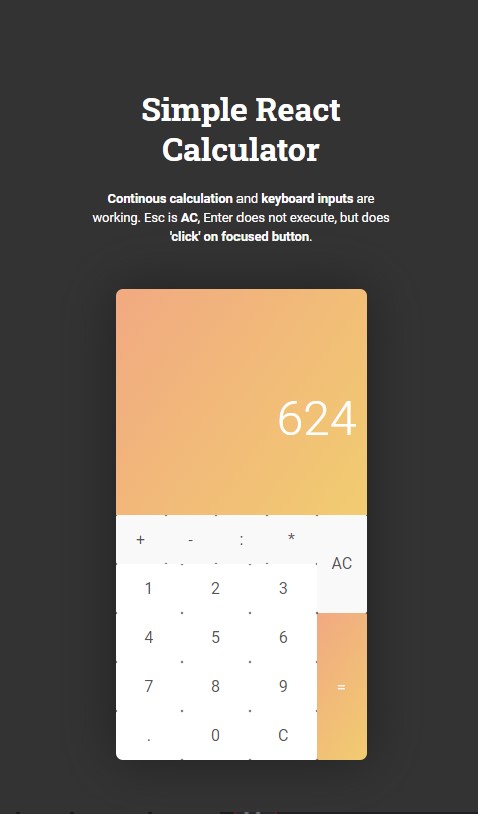 Simple React
Calculator
Continous calculation and keyboard inputs are
working. Esc is AC, Enter does not execute, but does
'click' on focused button.
624
+ - : *
AC
1 2 3
4 5 6
7 8 9
=
. 0 C